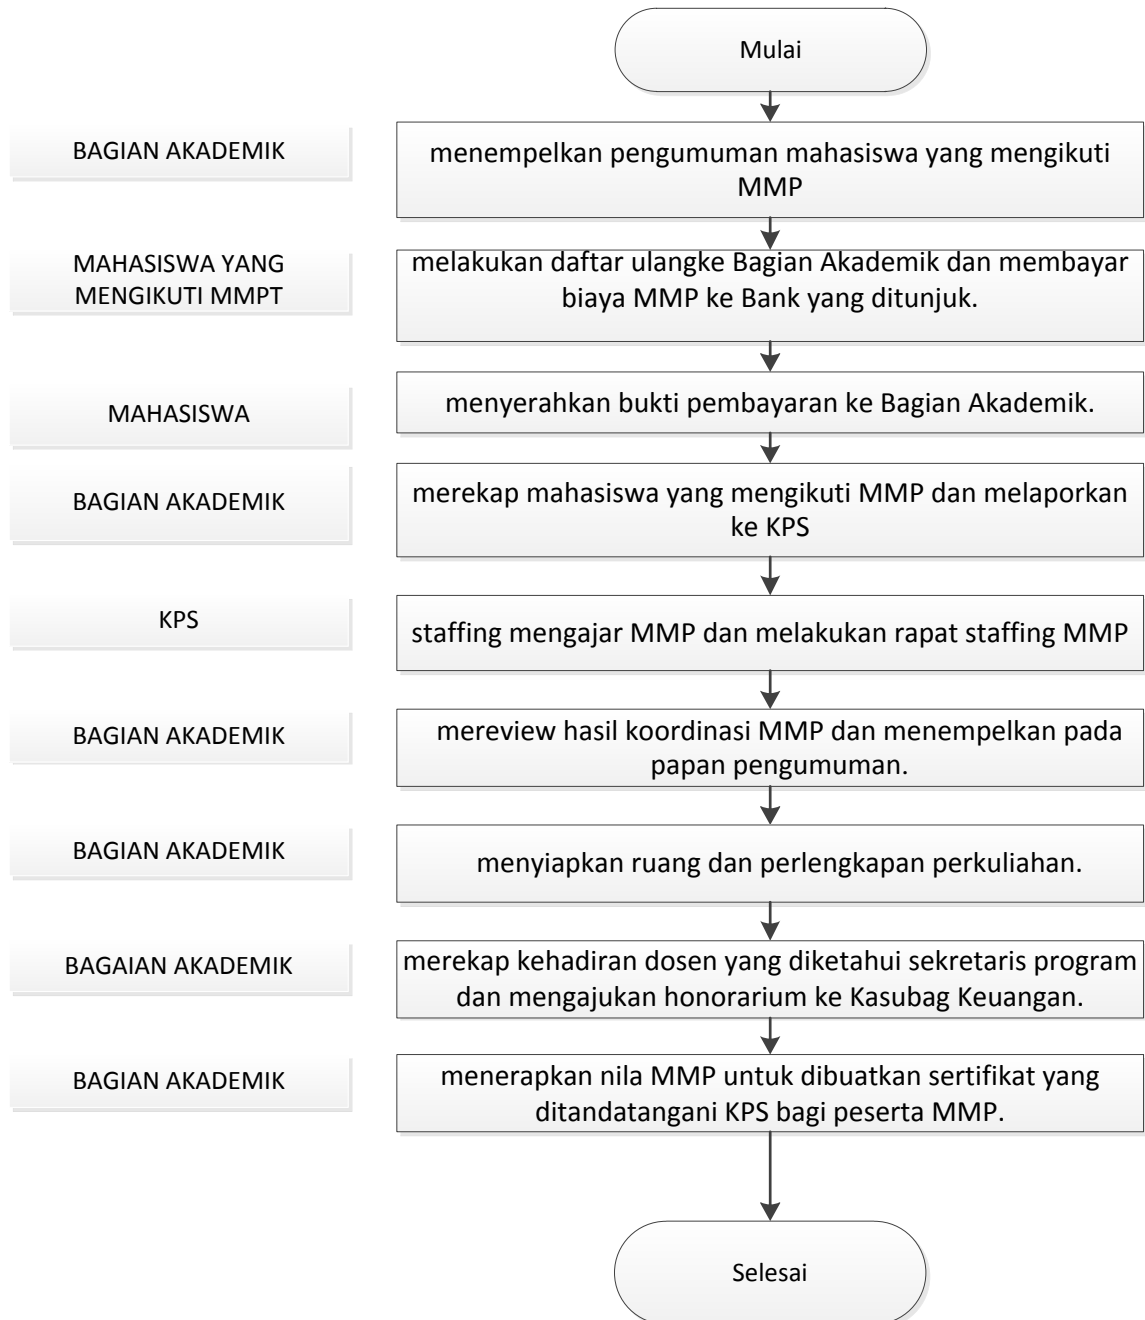 Mulai
BAGIAN AKADEMIK
menempelkan pengumuman mahasiswa yang mengikuti
MMP
MAHASISWA YANG
MENGIKUTI MMPT
melakukan daftar ulangke Bagian Akademik dan membayar
biaya MMP ke Bank yang ditunjuk.
MAHASISWA
menyerahkan bukti pembayaran ke Bagian Akademik.
BAGIAN AKADEMIK
merekap mahasiswa yang mengikuti MMP dan melaporkan
ke KPS
KPS
staffing mengajar MMP dan melakukan rapat staffing MMP
BAGIAN AKADEMIK
mereview hasil koordinasi MMP dan menempelkan pada
papan pengumuman.
BAGIAN AKADEMIK
menyiapkan ruang dan perlengkapan perkuliahan.
BAGAIAN AKADEMIK
merekap kehadiran dosen yang diketahui sekretaris program
dan mengajukan honorarium ke Kasubag Keuangan.
BAGIAN AKADEMIK
menerapkan nila MMP untuk dibuatkan sertifikat yang
ditandatangani KPS bagi peserta MMP.
Selesai